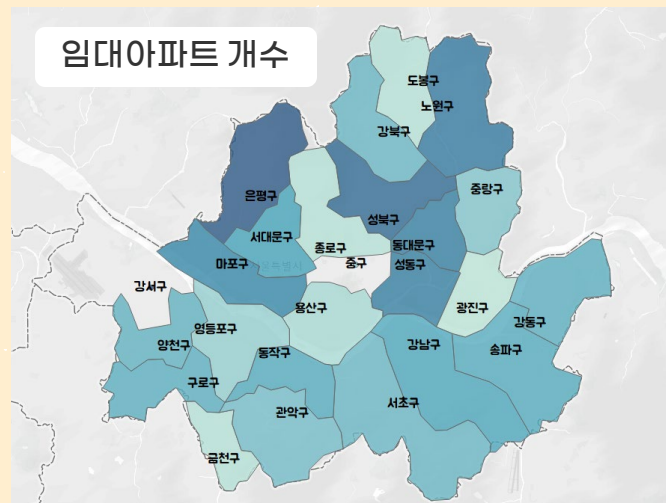 임대아파트 개수
도봉구
노원구
강북구
은평구
중랑구
성북구
서대문구
종로구
동대문구
마포구
중구
성동구
강서구
용산구
광진구
영등포구
강동구
양천구
동작구
강남구
송파구
구로구
서초구
관악구
금천구